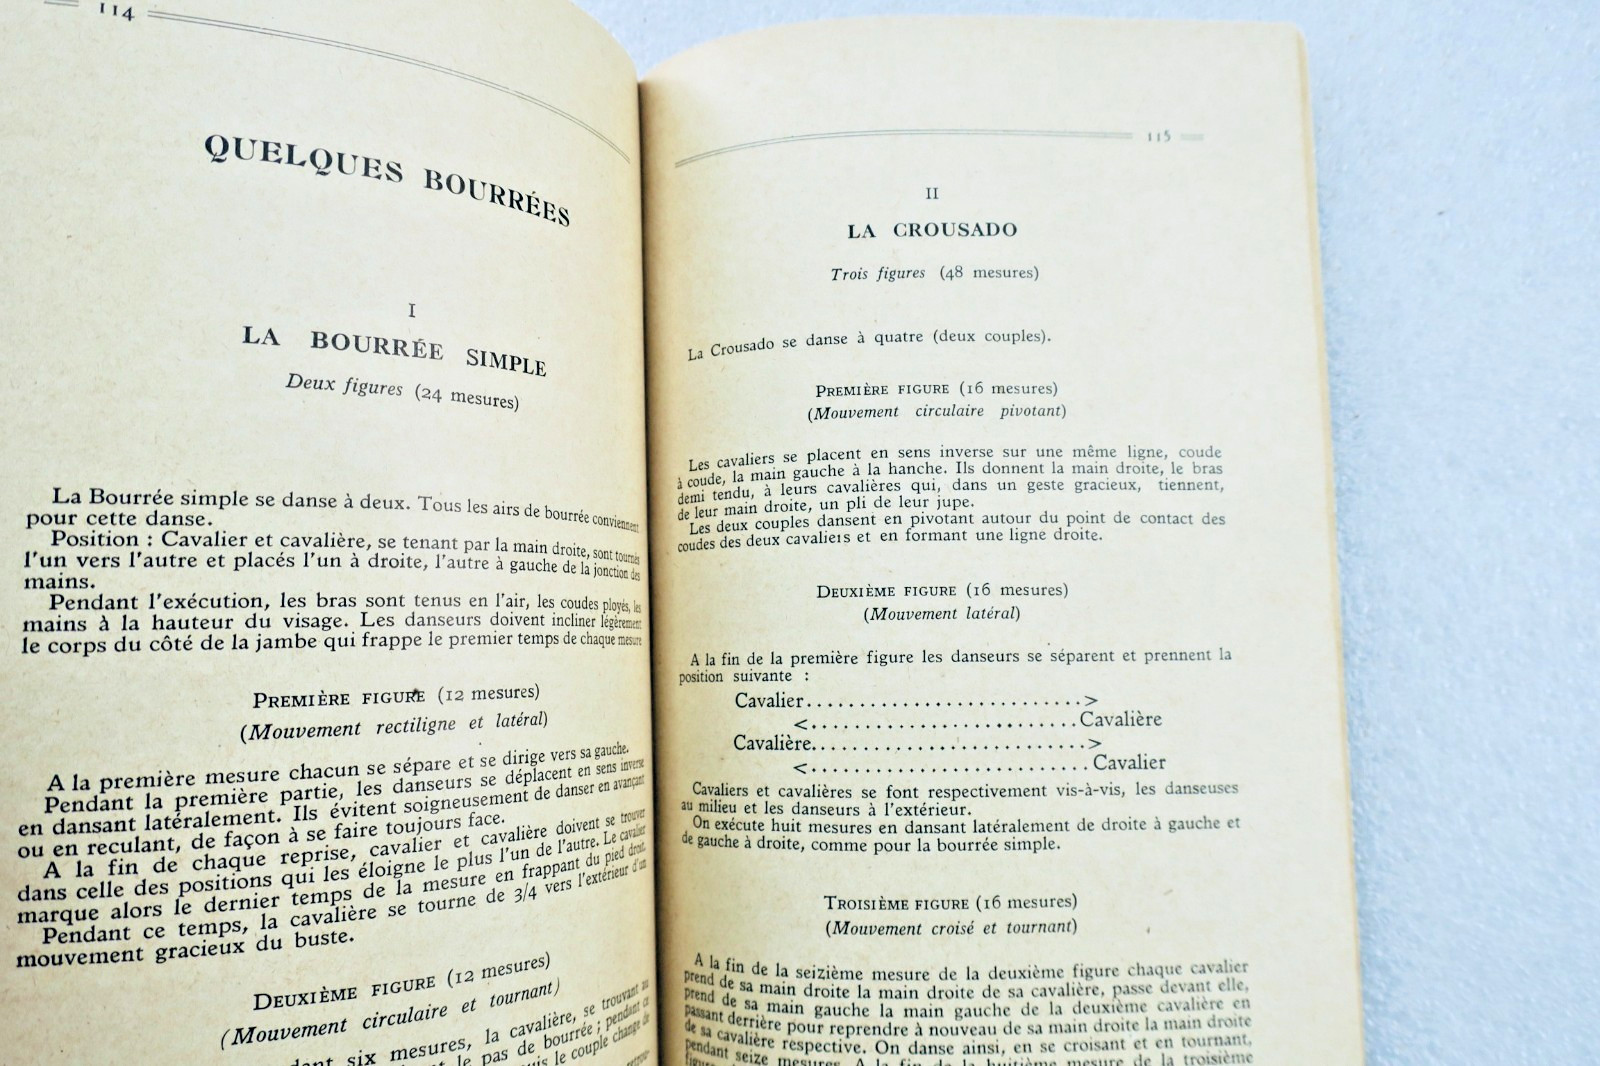 114
QUELQUES BOURRÉES
I
LA BOURRÉE SIMPLE
Deux figures (24 mesures)
La Bourrée simple se danse à deux. Tous les airs de bourrée conviennent
pour cette danse.
Position : Cavalier et cavalière, se tenant par la main droite, sont tournés
l'un vers l'autre et placés l'un à droite, l'autre à gauche de la jonction des
mains.
Pendant l'exécution, les bras sont tenus en l'air, les coudes ployés, les
mains à la hauteur du visage. Les danseurs doivent incliner légèrement
le corps du côté de la jambe qui frappe le premier temps de chaque mesure
PREMIÈRE FIGURE (12 mesures)
(Mouvement rectiligne et latéral)
A la première mesure chacun se sépare et se dirige vers sa gauche.
Pendant la première partie, les danseurs se déplacent en sens inverse
en dansant latéralement. Ils évitent soigneusement de danser en avançant
ou en reculant, de façon à se faire toujours face.
A la fin de chaque reprise, cavalier et cavalière doivent se trouver
dans celle des positions qui les éloigne le plus l'un de l'autre. Le cavalier
marque alors le dernier temps de la mesure en frappant du pied droit.
Pendant ce temps, la cavalière se tourne de 3/4 vers l'extérieur d'un
mouvement gracieux du buste.
DEUXIÈME FIGURE (12 mesures)
(Mouvement circulaire et tournant)
six mesures, la cavalière, se trouvant au
le pas de bourrée ; pendant ce
le couple change de
115
II
LA CROUSADO
Trois figures (48 mesures)
La Crousado se danse à quatre (deux couples).
PREMIÈRE FIGURE (16 mesures)
(Mouvement circulaire pivotant)
Les cavaliers se placent en sens inverse sur une même ligne, coude
à coude, la main gauche à la hanche. Ils donnent la main droite, le bras
demi tendu, à leurs cavalières qui, dans un geste gracieux, tiennent,
de leur main droite, un pli de leur jupe.
Les deux couples dansent en pivotant autour du point de contact des
coudes des deux cavaliers et en formant une ligne droite.
DEUXIÈME FIGURE (16 mesures)
(Mouvement latéral)
A la fin de la première figure les danseurs se séparent et prennent la
position suivante :
Cavalier..........................>
<.........................Cavalière
Cavalière..........................>
<..........................Cavalier
Cavaliers et cavalières se font respectivement vis-à-vis, les danseuses
au milieu et les danseurs à l'extérieur.
On exécute huit mesures en dansant latéralement de droite à gauche et
de gauche à droite, comme pour la bourrée simple.
TROISIÈME FIGURE (16 mesures)
(Mouvement croisé et tournant)
A la fin de la seizième mesure de la deuxième figure chaque cavalier
prend de sa main droite la main droite de sa cavalière, passe devant elle,
prend de sa main gauche la main gauche de la deuxième cavalière en
passant derrière pour reprendre à nouveau de sa main droite la main droite
de sa cavalière respective. On danse ainsi, en se croisant et en tournant,
pendant seize mesures. A la fin de la huitième mesure de la troisième